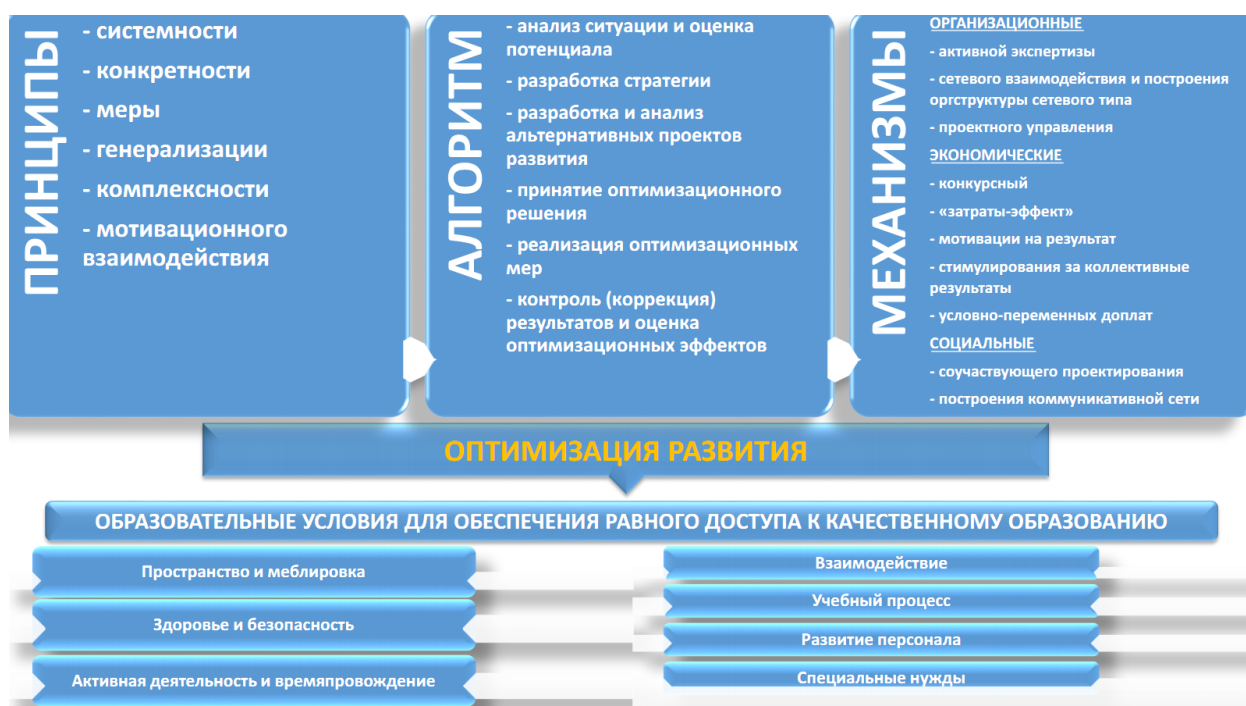 ПРИНЦИПЫ
- системности
- конкретности
- меры
- генерализации
- комплексности
- мотивационного
взаимодействия
АЛГОРИТМ
- анализ ситуации и оценка
потенциала
- разработка стратегии
- разработка и анализ
альтернативных проектов
развития
- принятие оптимизационного
решения
- реализация оптимизационных
мер
- контроль (коррекция)
результатов и оценка
оптимизационных эффектов
МЕХАНИЗМЫ
ОРГАНИЗАЦИОННЫЕ
- активной экспертизы
- сетевого взаимодействия и построения
оргструктуры сетевого типа
- проектного управления
ЭКОНОМИЧЕСКИЕ
- конкурсный
- «затраты-эффект»
- мотивации на результат
- стимулирования за коллективные
результаты
- условно-переменных доплат
СОЦИАЛЬНЫЕ
- соучаствующего проектирования
- построения коммуникативной сети
ОПТИМИЗАЦИЯ РАЗВИТИЯ
ОБРАЗОВАТЕЛЬНЫЕ УСЛОВИЯ ДЛЯ ОБЕСПЕЧЕНИЯ РАВНОГО ДОСТУПА К КАЧЕСТВЕННОМУ ОБРАЗОВАНИЮ
Пространство и меблировка
Здоровье и безопасность
Активная деятельность и времяпровождение
Взаимодействие
Учебный процесс
Развитие персонала
Специальные нужды